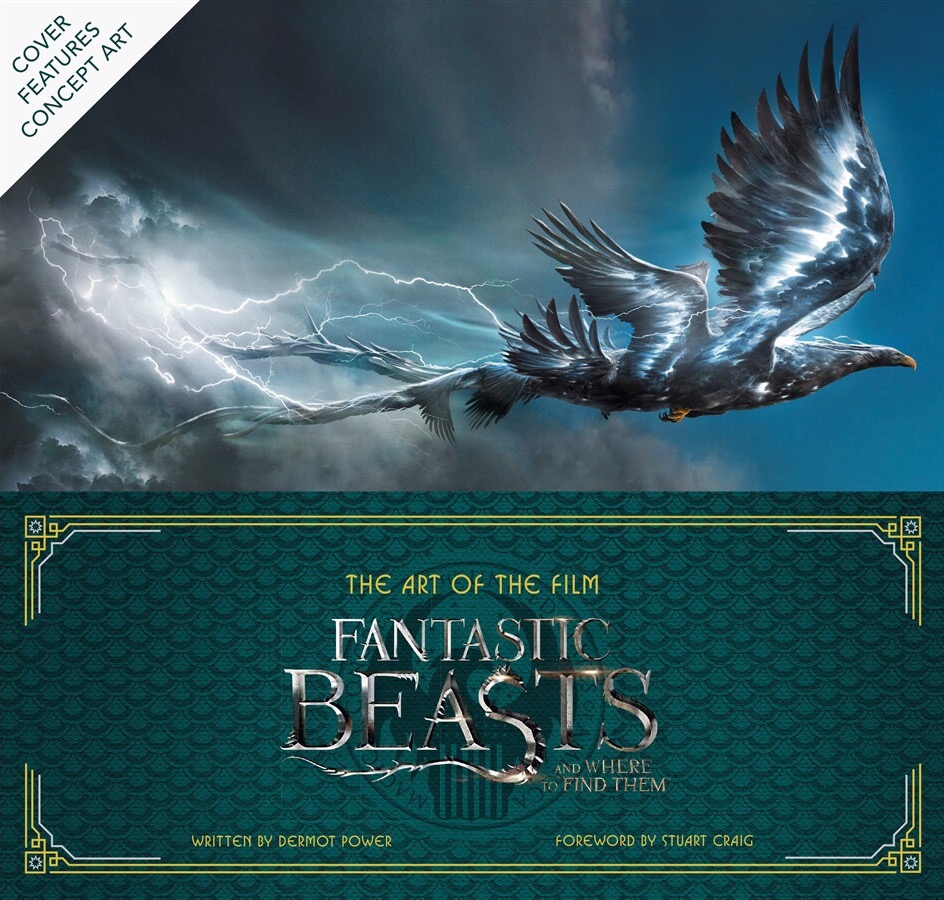 COVER
FEATURES
CONCEPT ART
THE ART OF THE FILM
FANTASTIC
BEASTS
AND WHERE
TO FIND THEM
WRITTEN BY DERMOT POWER
FOREWORD BY STUART CRAIG